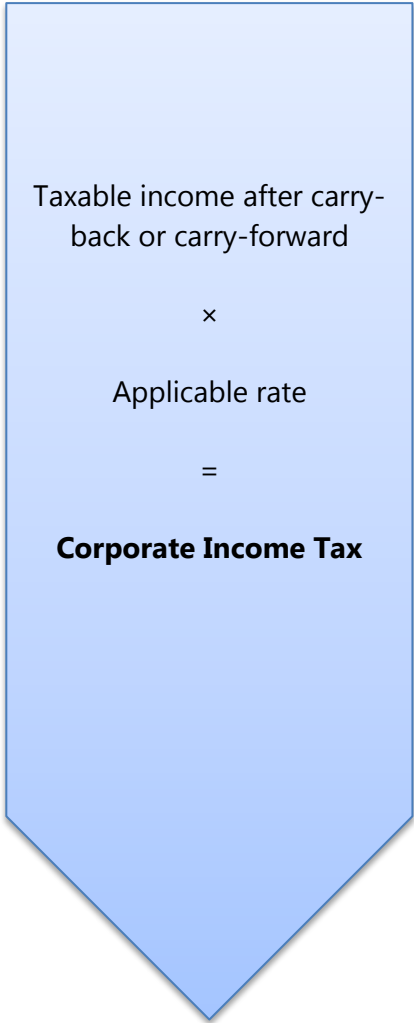 Taxable income after carry-
back or carry-forward
×
Applicable rate
=
Corporate Income Tax